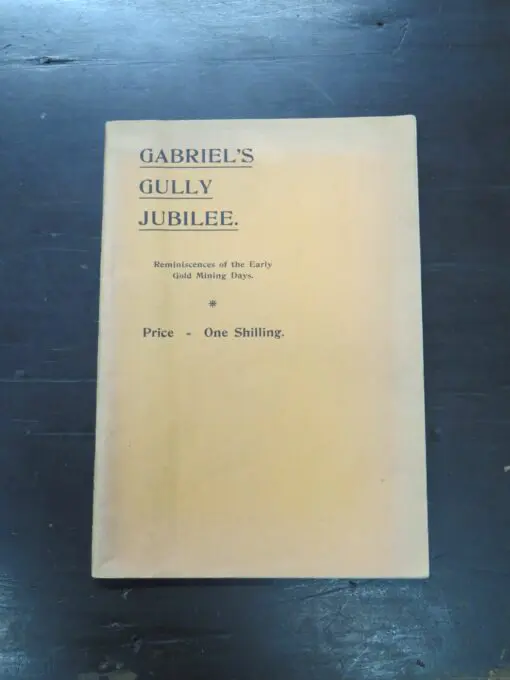 GABRIEL'S
GULLY
JUBILEE.
Reminiscences of the Early
Gold Mining Days.
*
Price - One Shilling.